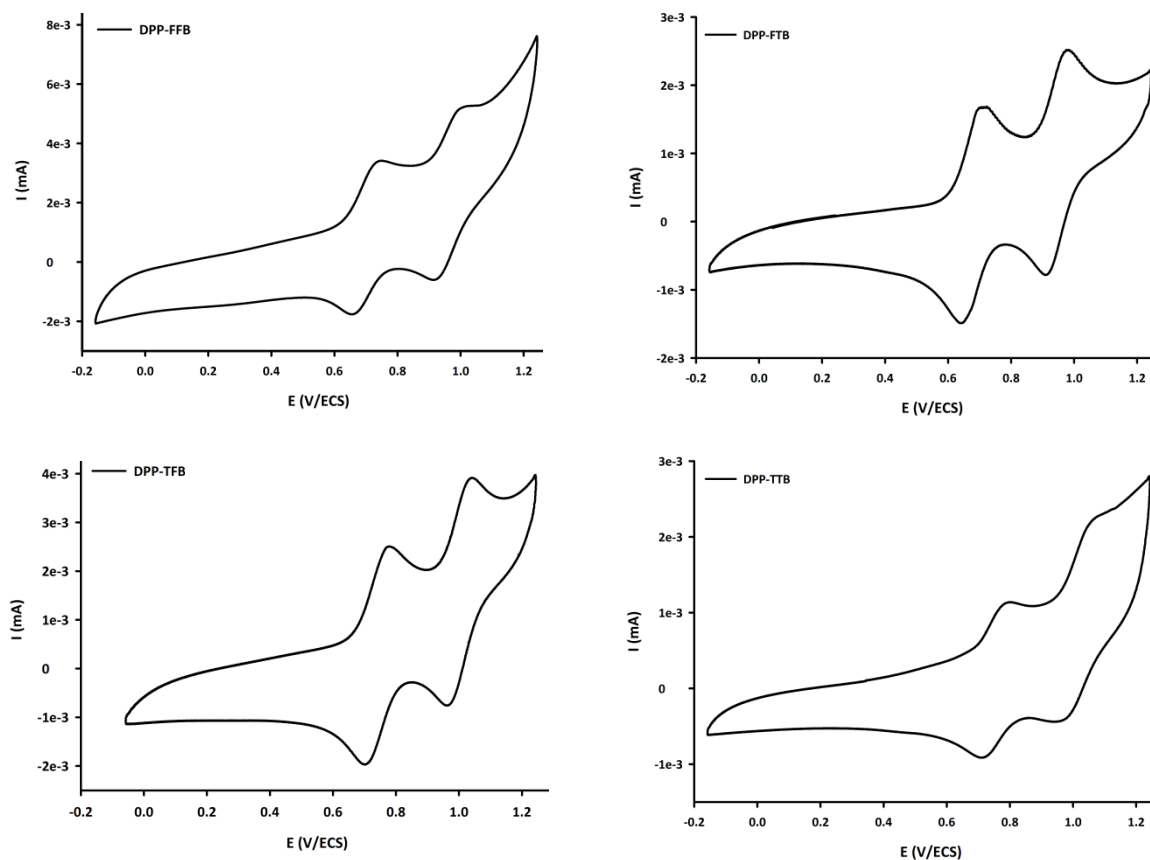 DPP-FFB
8e-3
6e-3
4e-3
2e-3
0
-2e-3
I (mA)
-0.2 0.0 0.2 0.4 0.6 0.8 1.0 1.2
E (V/ECS)
DPP-FTB
3e-3
2e-3
1e-3
0
-1e-3
-2e-3
I (mA)
-0.2 0.0 0.2 0.4 0.6 0.8 1.0 1.2
E (V/ECS)
DPP-TFB
4e-3
3e-3
2e-3
1e-3
0
-1e-3
-2e-3
I (mA)
-0.2 0.0 0.2 0.4 0.6 0.8 1.0 1.2
E (V/ECS)
DPP-TTB
3e-3
2e-3
1e-3
0
-1e-3
I (mA)
-0.2 0.0 0.2 0.4 0.6 0.8 1.0 1.2
E (V/ECS)